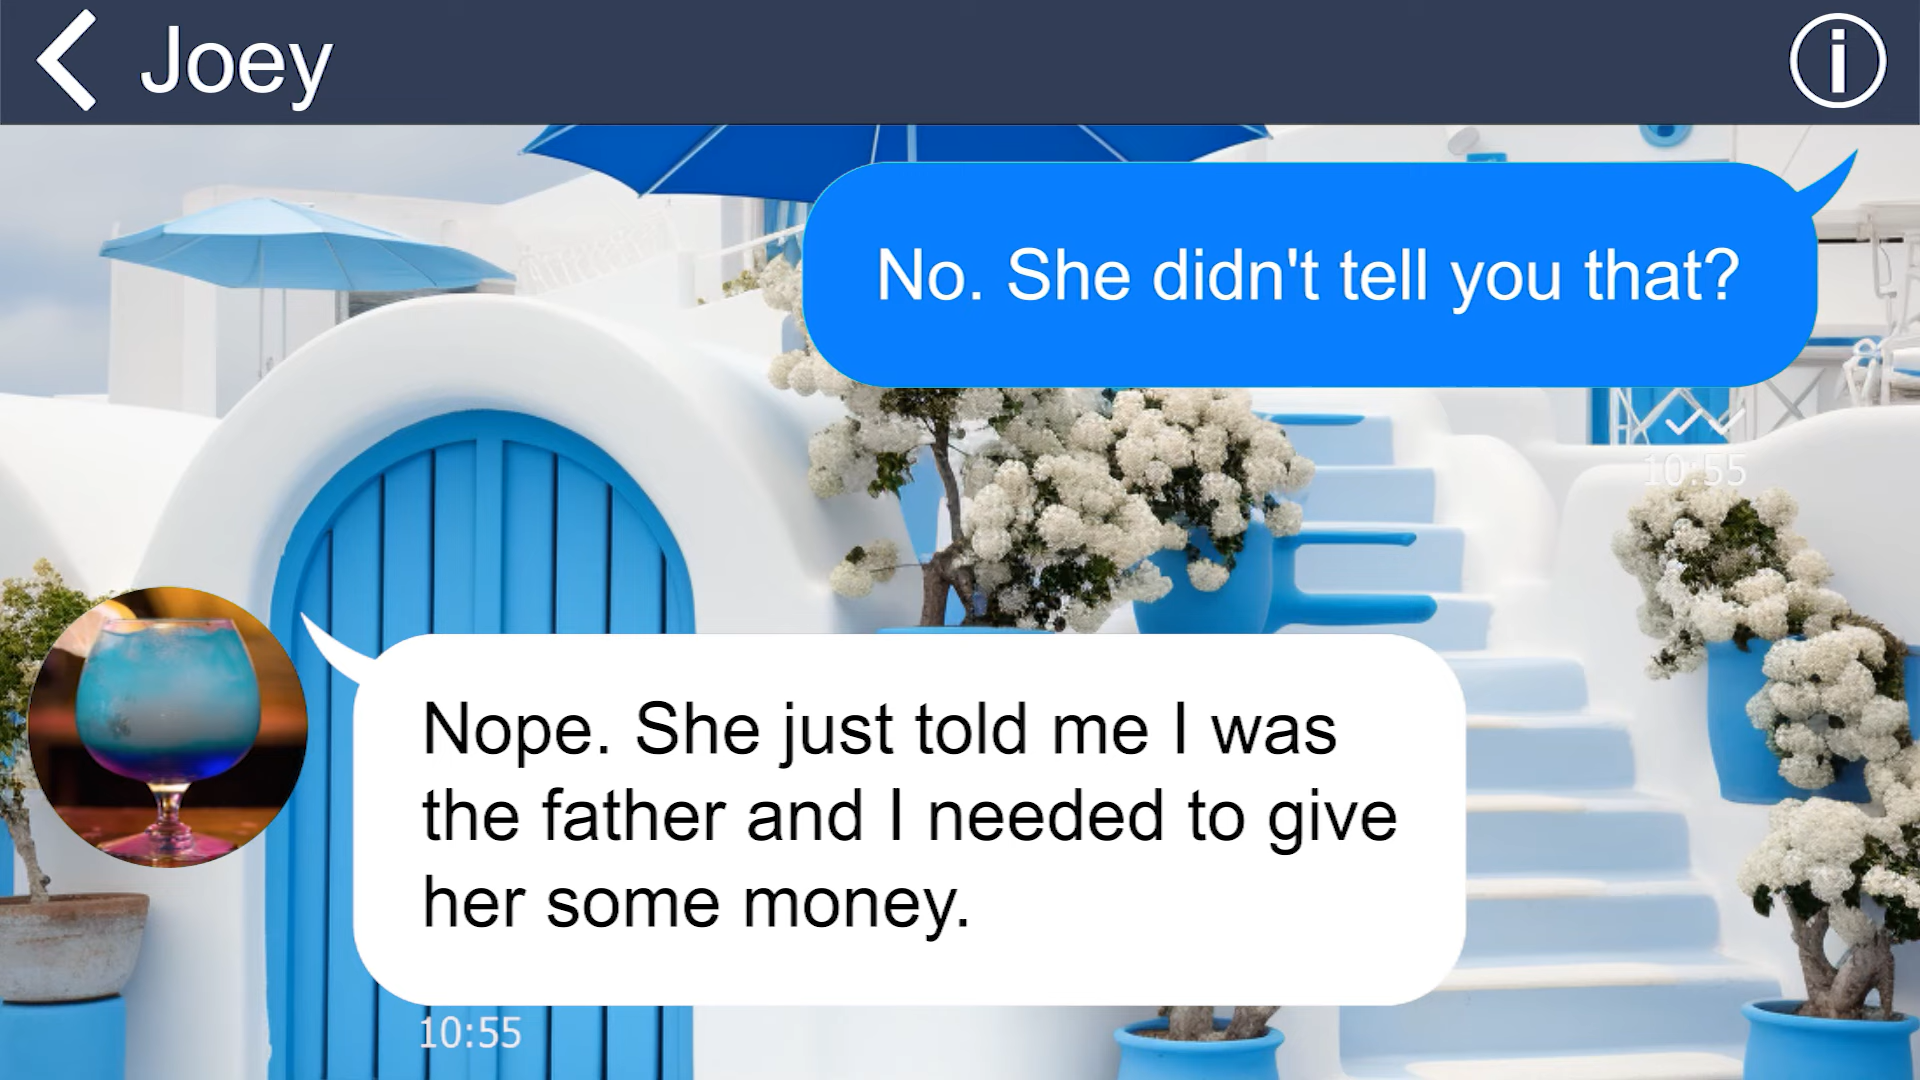 Joey
No. She didn't tell you that?
10:55
Nope. She just told me I was
the father and I needed to give
her some money.
10:55